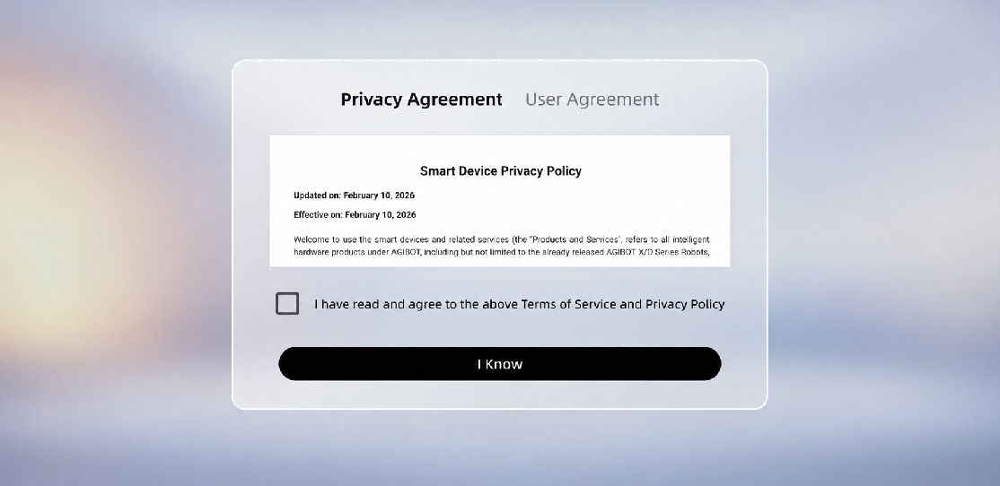 Privacy Agreement User Agreement
Smart Device Privacy Policy
Updated on: February 10, 2026
Effective on: February 10, 2026
Welcome to use the smart devices and related services (the "Products and Services", refers to all intelligent
hardware products under AGIBOT, including but not limited to the already released AGIBOT X/D Series Robots,
I have read and agree to the above Terms of Service and Privacy Policy
I Know